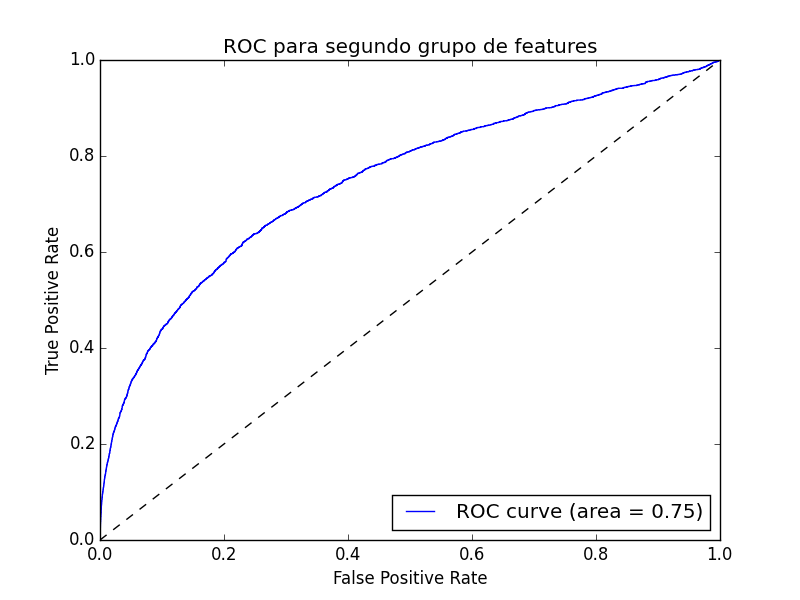 ROC para segundo grupo de features
1.0
0.8
0.6
0.4
0.2
0.0
True Positive Rate
ROC curve (area = 0.75)
0.0 0.2 0.4 0.6 0.8 1.0
False Positive Rate